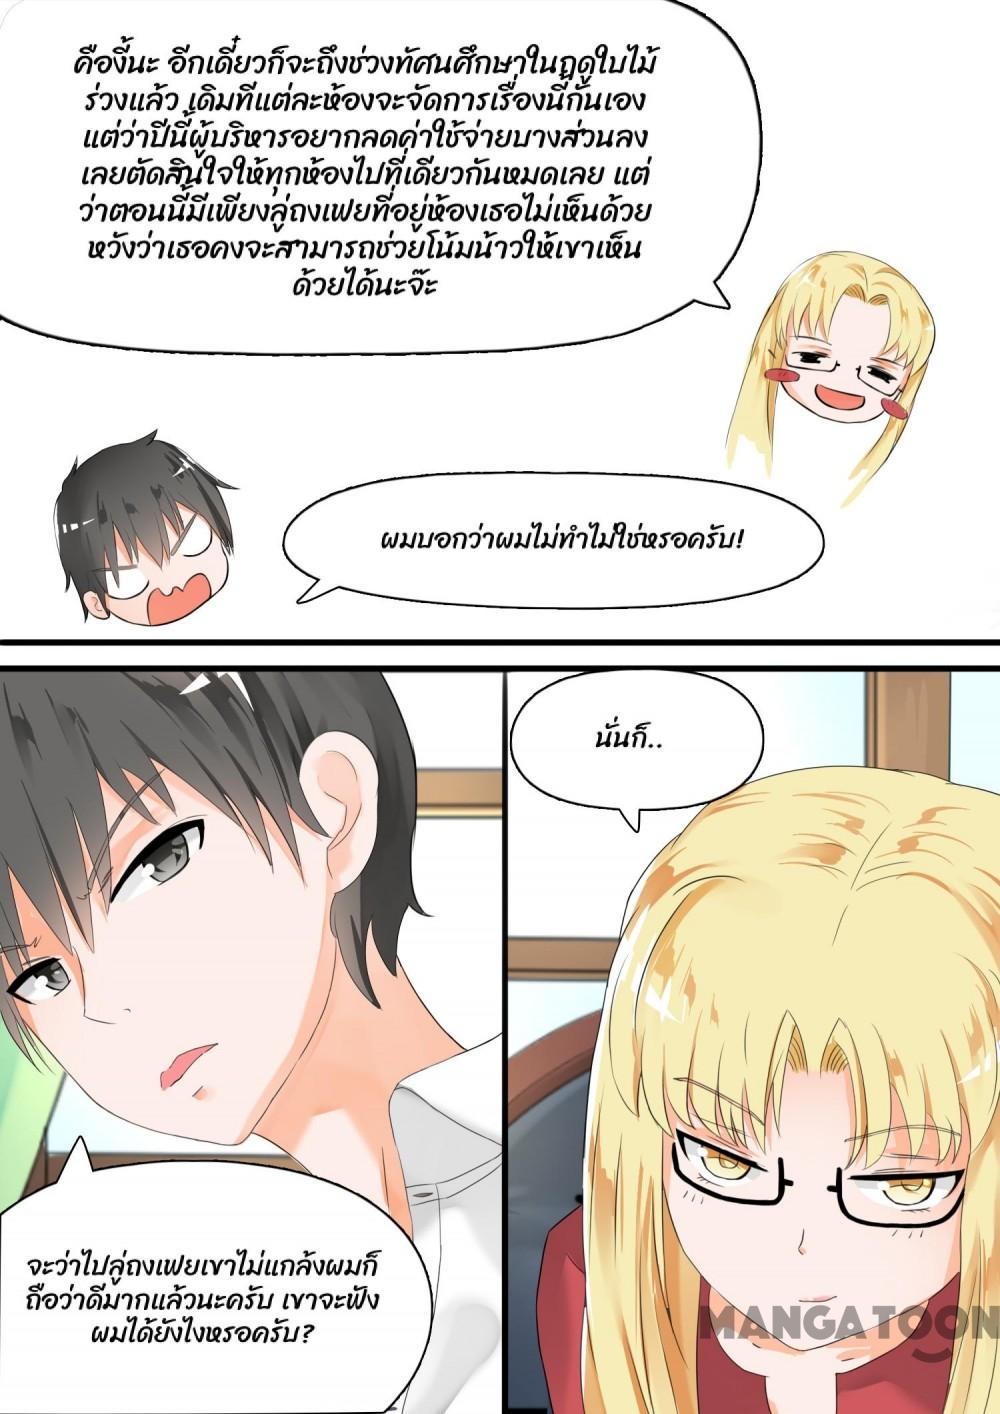 คืองี้นะ อีกเดี๋ยวก็จะถึงช่วงทัศนศึกษาในฤดูใบไม้
ร่วงแล้ว เดิมทีแต่ละห้องจะจัดการเรื่องนี้กันเอง
แต่ว่าปีนี้ผู้บริหารอยากลดค่าใช้จ่ายบางส่วนลง
เลยตัดสินใจให้ทุกห้องไปที่เดียวกันหมดเลย แต่
ว่าตอนนี้มีเพียงลู่ถงเฟยที่อยู่ห้องเธอไม่เห็นด้วย
หวังว่าเธอคงจะสามารถช่วยโน้มน้าวให้เขาเห็น
ด้วยได้นะจ๊ะ
ผมบอกว่าผมไม่ทำไม่ใช่หรอครับ!
นั่นก็..
จะว่าไปลู่ถงเฟยเขาไม่แกล้งผมก็
ถือว่าดีมากแล้วนะครับ เขาจะฟัง
ผมได้ยังไงหรอครับ?
MANGATOON